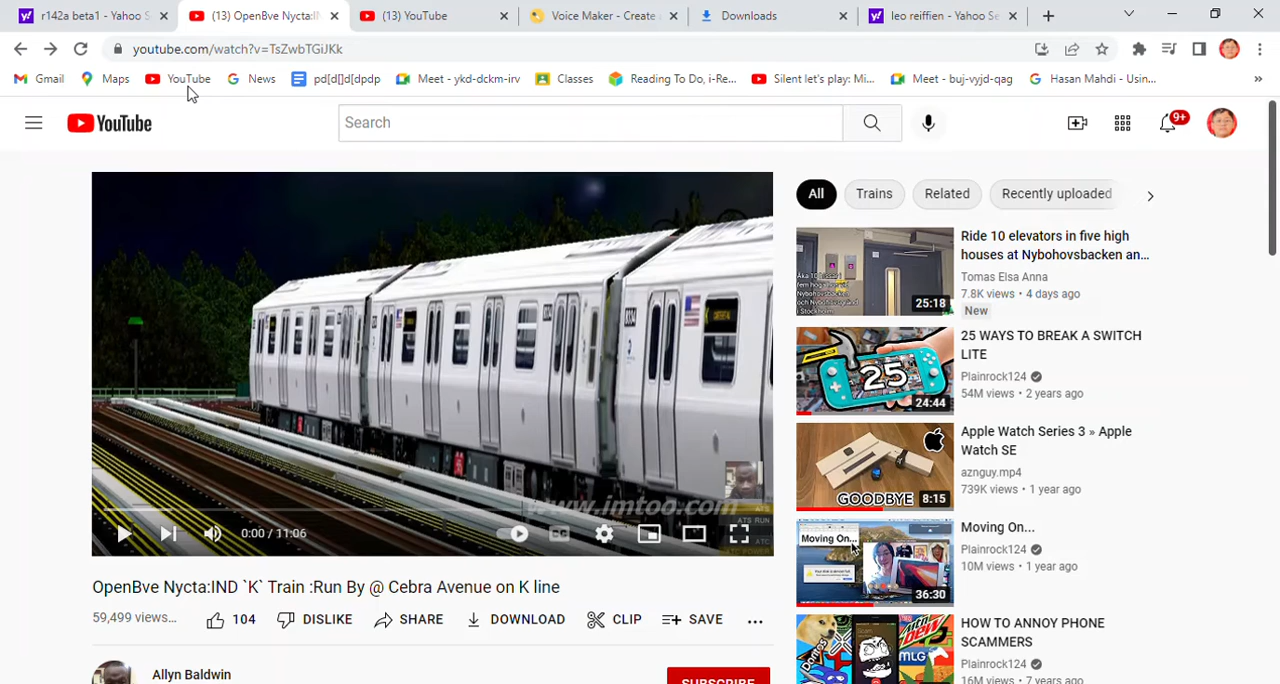 r142a beta1 - Yahoo S
(13) OpenBve Nycta:I
(13) YouTube
Voice Maker - Create
Downloads
leo reiffien - Yahoo Se
youtube.com/watch?v=TsZwbTGiJKk
Gmail
Maps
YouTube
News
pd[d]]d[dpdp
Meet - ykd-dckm-irv
Classes
Reading To Do, i-Re...
Silent let's play: Mi...
Meet - buj-vyjd-qag
Hasan Mahdi - Usin...
YouTube
Search
9+
All
Trains
Related
Recently uploaded
www.imtoo.com
ATS RUN
ATC
ATC POWER
0:00 / 11:06
OpenBve Nycta:IND `K` Train :Run By @ Cebra Avenue on K line
59,499 views...
104
DISLIKE
SHARE
DOWNLOAD
CLIP
SAVE
Allyn Baldwin
SUBSCRIBE
25:18
Ride 10 elevators in five high
houses at Nybohovsbacken an...
Tomas Elsa Anna
7.8K views • 4 days ago
New
25
24:44
25 WAYS TO BREAK A SWITCH
LITE
Plainrock124
54M views • 2 years ago
GOODBYE
8:15
Apple Watch Series 3 » Apple
Watch SE
aznguy.mp4
739K views • 1 year ago
Moving On...
36:30
Moving On...
Plainrock124
10M views • 1 year ago
MLG
HOW TO ANNOY PHONE
SCAMMERS
Plainrock124
16M views • 7 years ago